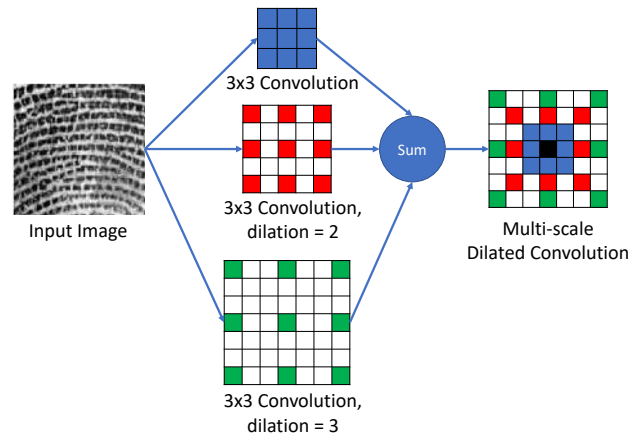 3x3 Convolution
Sum
3x3 Convolution,
dilation = 2
Input Image
Multi-scale
Dilated Convolution
3x3 Convolution,
dilation = 3